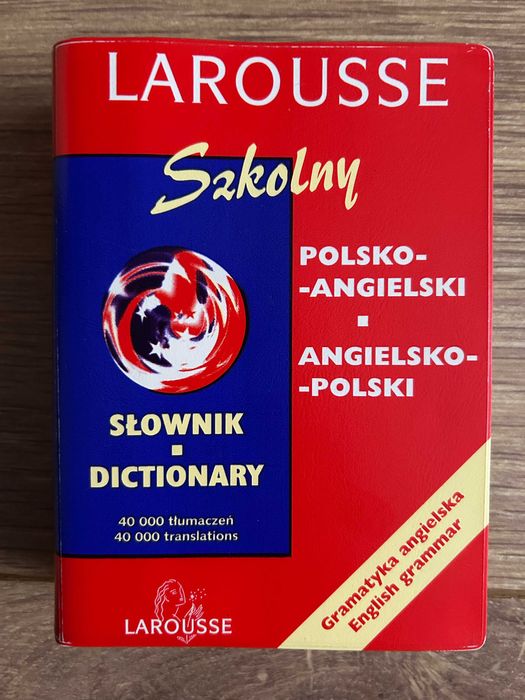 LAROUSSE
Szkolny
POLSKO-
-ANGIELSKI
ANGIELSKO-
-POLSKI
SŁOWNIK
DICTIONARY
40 000 tłumaczeń
40 000 translations
Gramatyka angielska
English grammar
LAROUSSE